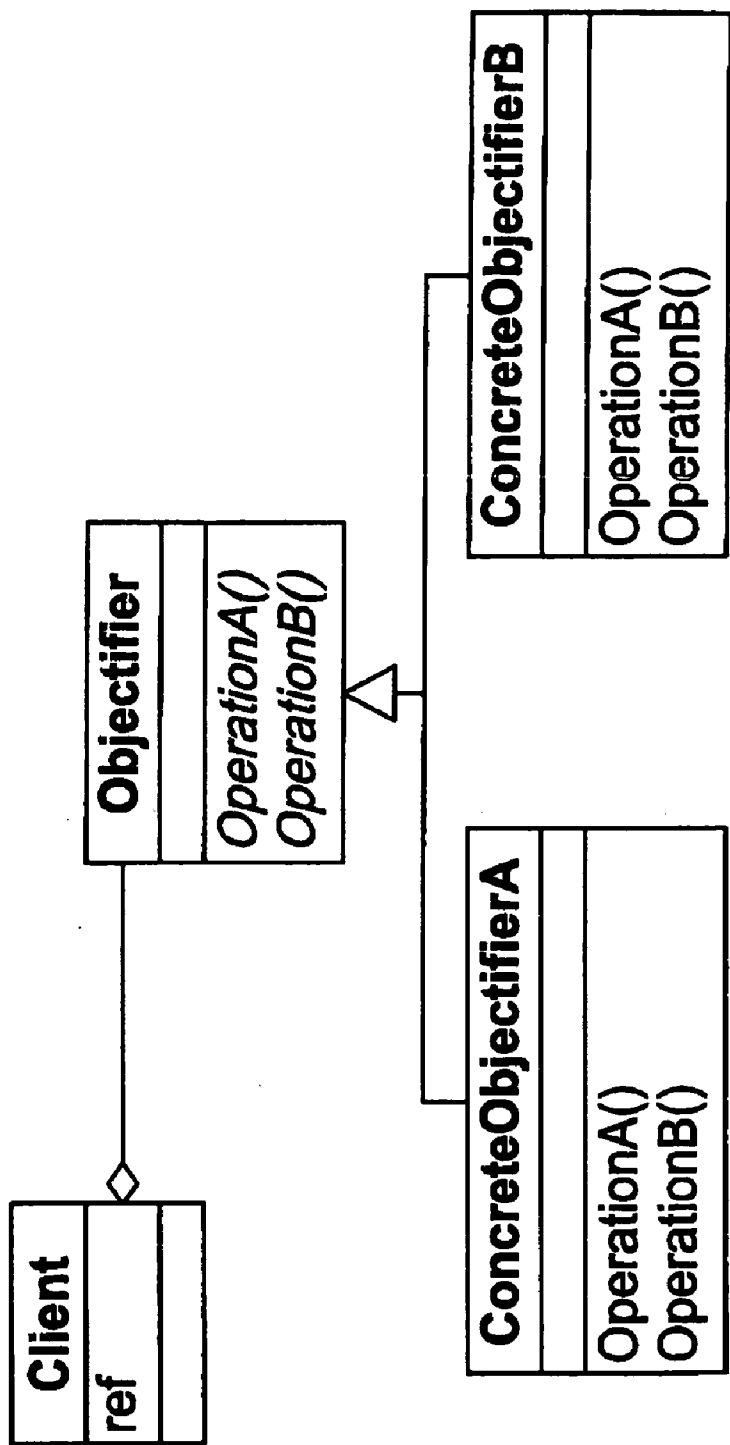 Client
ref
Objectifier
OperationA()
OperationB()
ConcreteObjectifierA
OperationA()
OperationB()
ConcreteObjectifierB
OperationA()
OperationB()